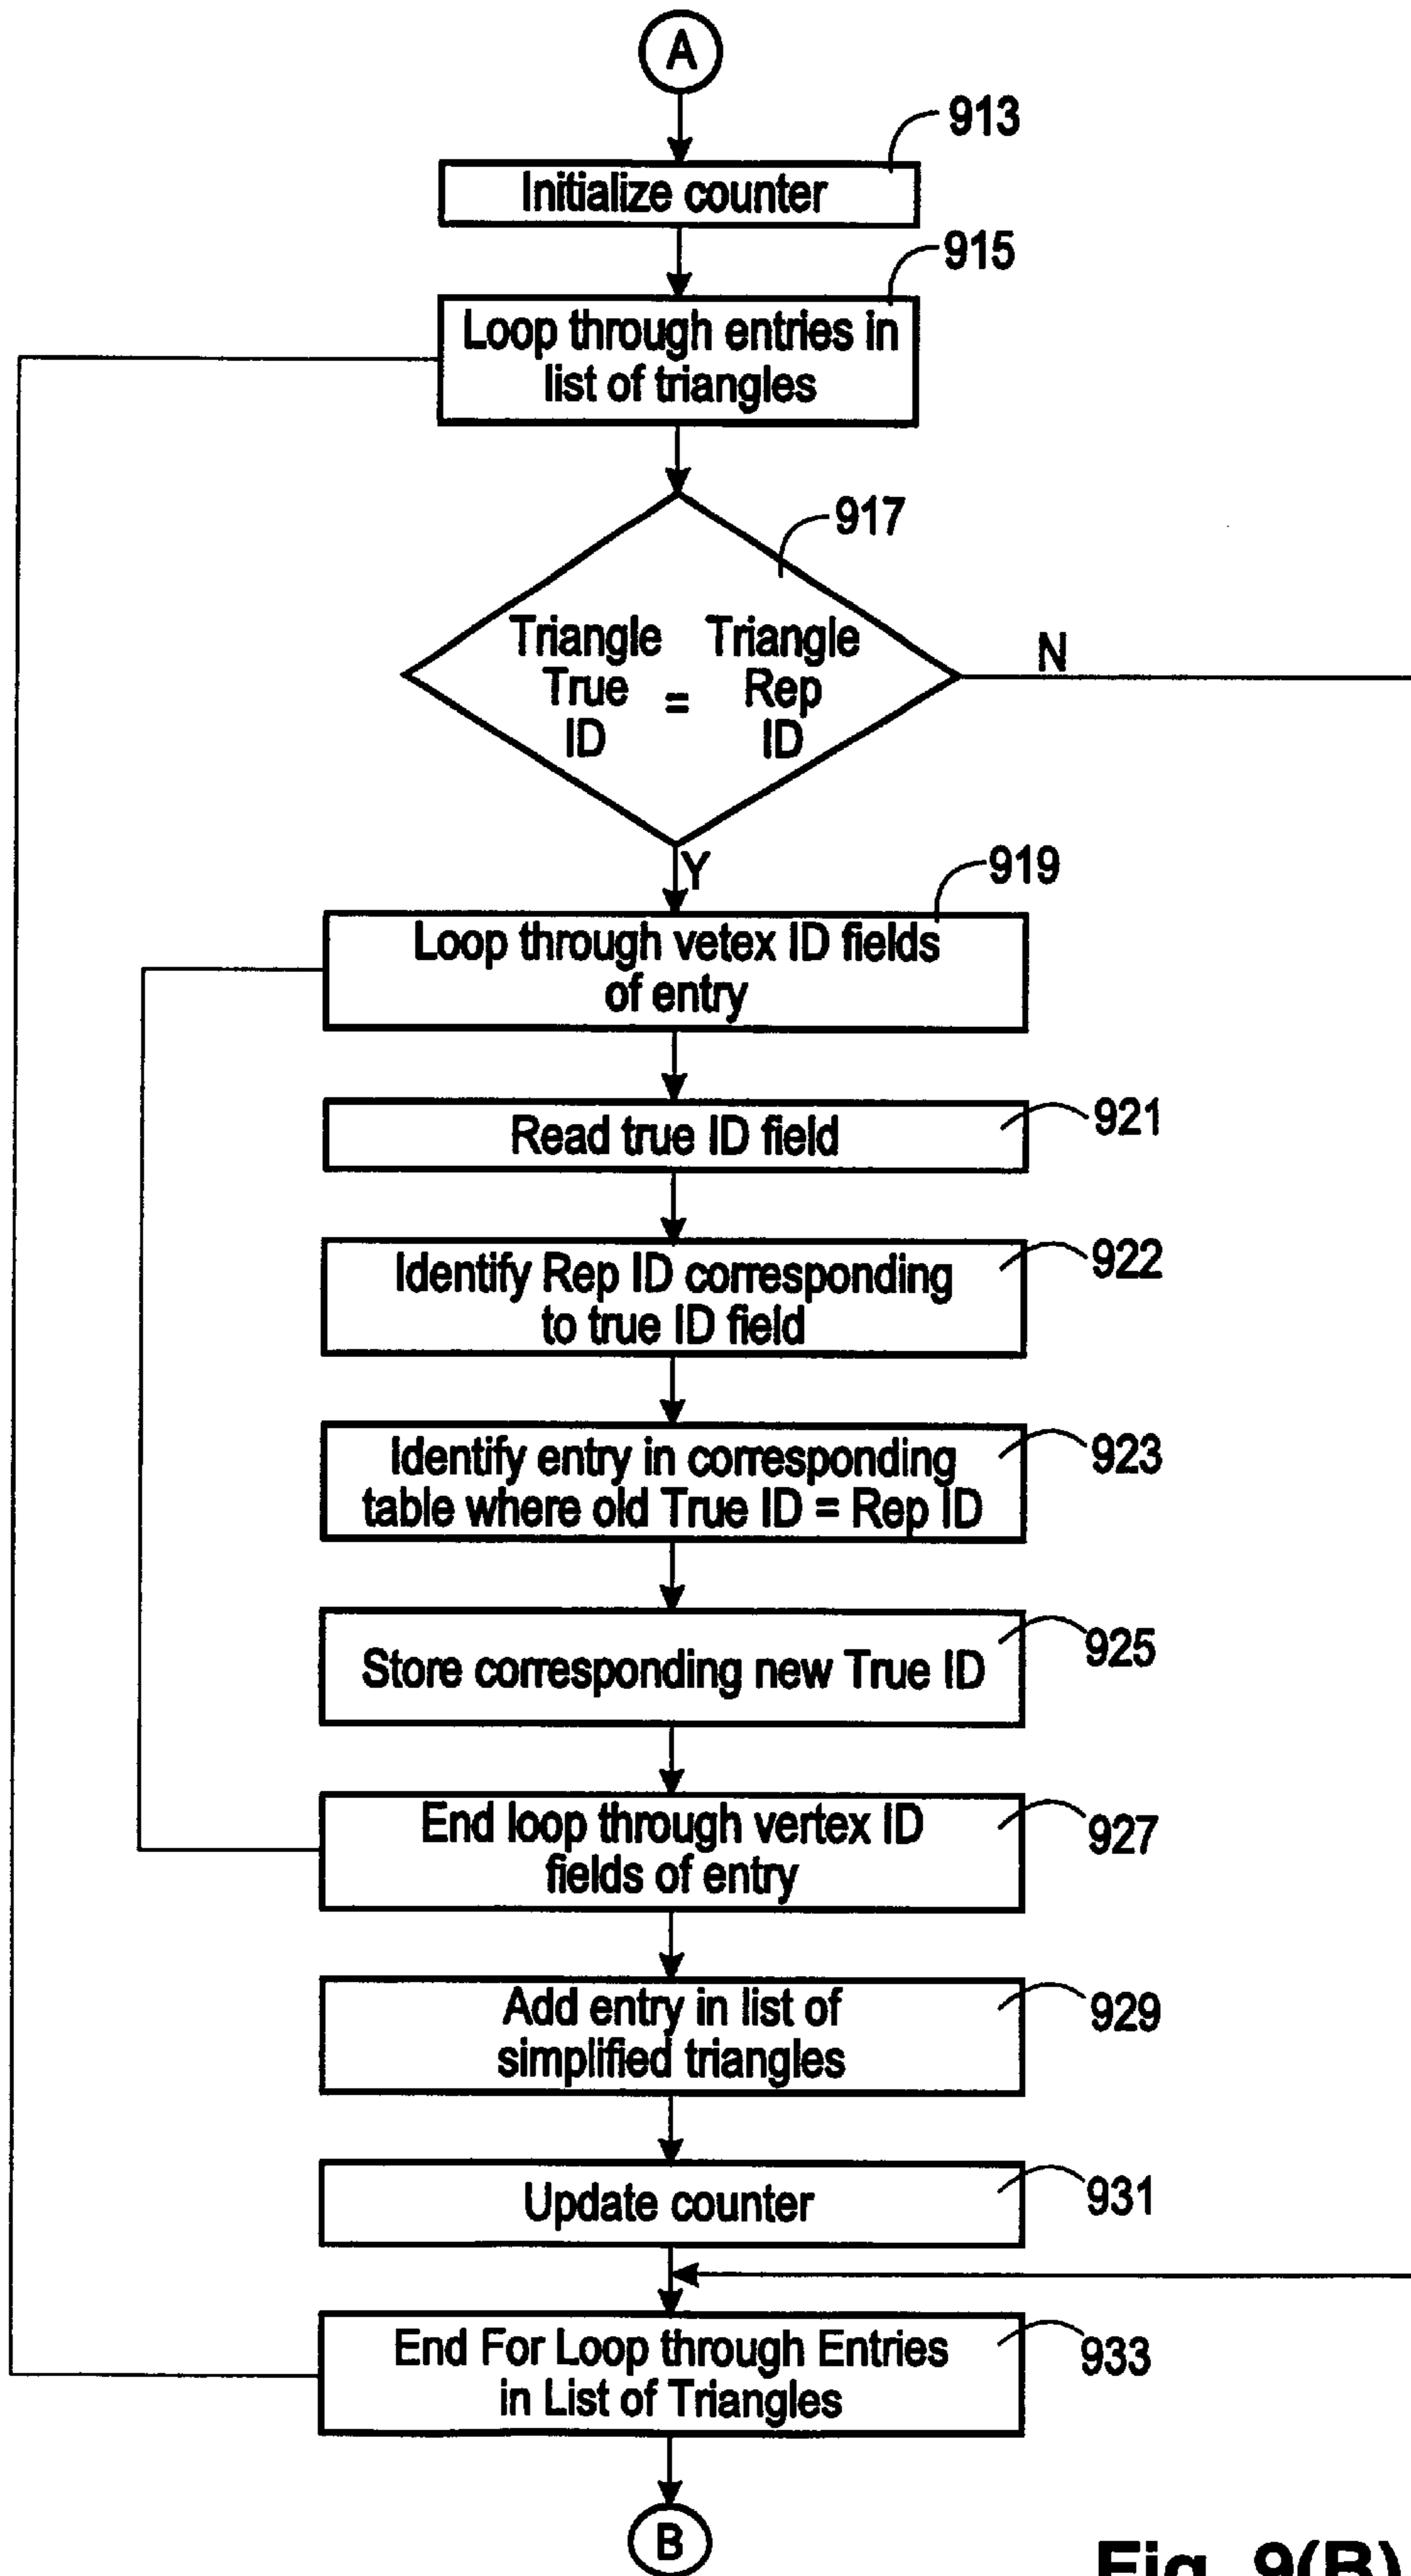 A
913
Initialize counter
915
Loop through entries in
list of triangles
917
Triangle Triangle
True = Rep
ID ID
N
Y
919
Loop through vetex ID fields
of entry
921
Read true ID field
922
Identify Rep ID corresponding
to true ID field
923
Identify entry in corresponding
table where old True ID = Rep ID
925
Store corresponding new True ID
927
End loop through vertex ID
fields of entry
929
Add entry in list of
simplified triangles
931
Update counter
933
End For Loop through Entries
in List of Triangles
B
Fig. 9(B)